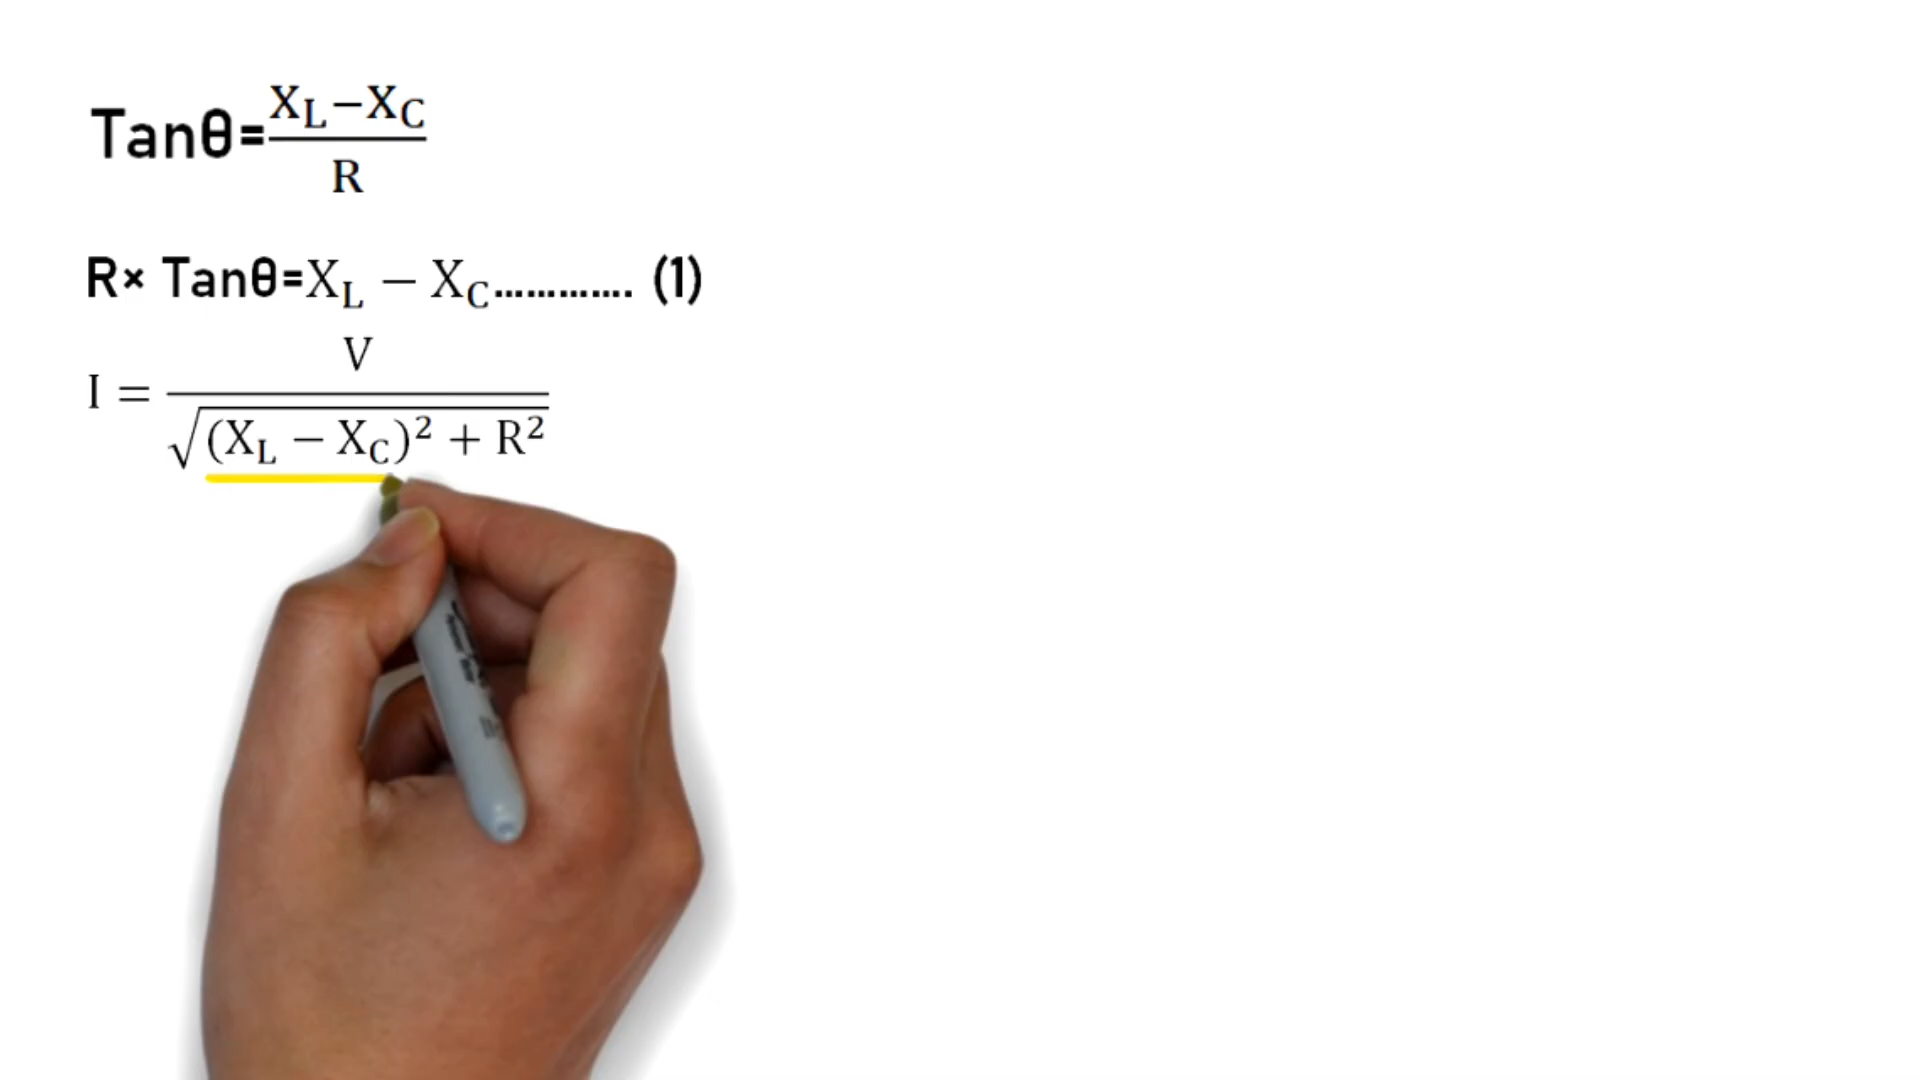 Tanθ=X_L−X_C/R
R× Tanθ=X_L − X_C............. (1)
I = V/√((X_L − X_C)² + R²)